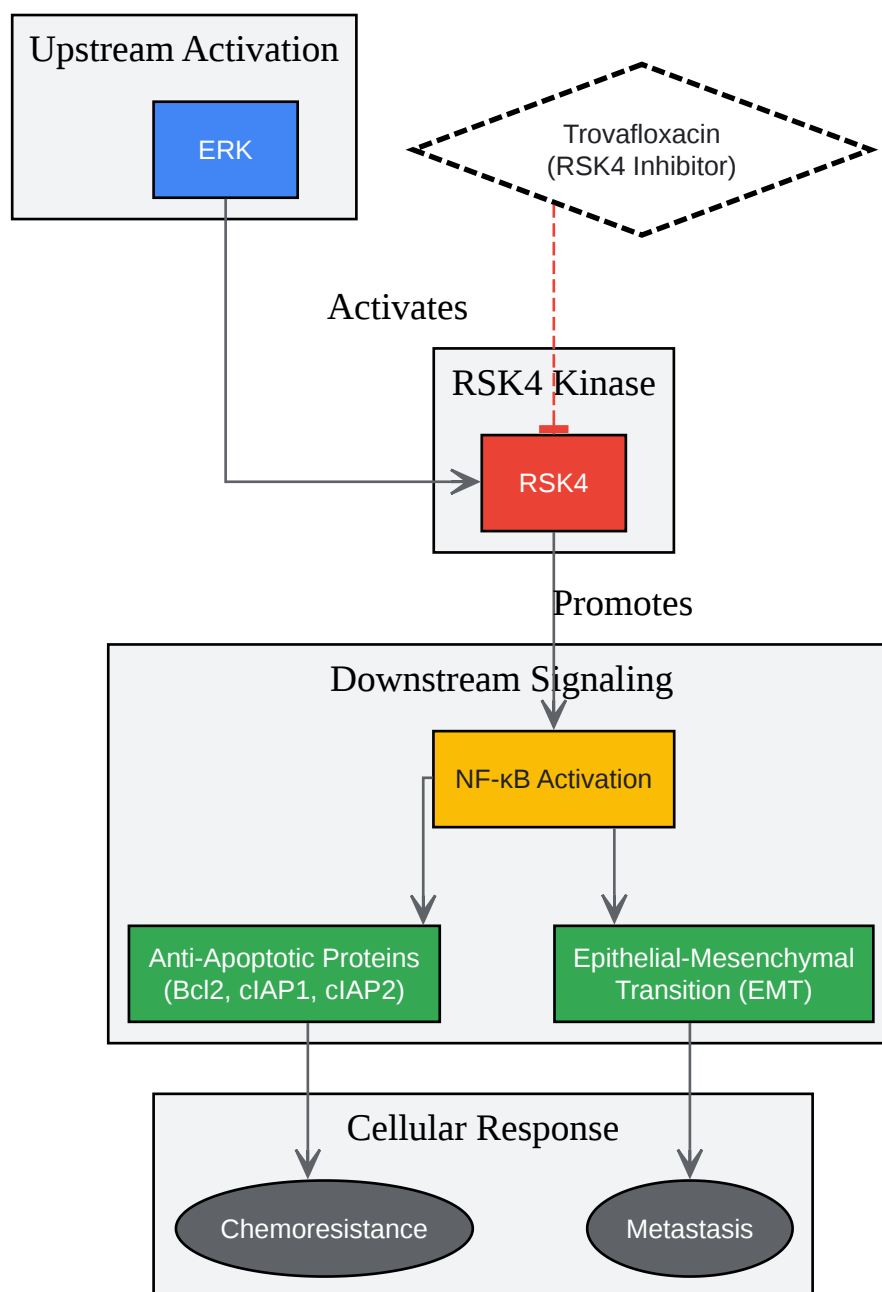 Upstream Activation
ERK
Trovafloxacin
(RSK4 Inhibitor)
Activates
RSK4 Kinase
RSK4
Promotes
Downstream Signaling
NF-κB Activation
Anti-Apoptotic Proteins
(Bcl2, cIAP1, cIAP2)
Epithelial-Mesenchymal
Transition (EMT)
Cellular Response
Chemoresistance
Metastasis